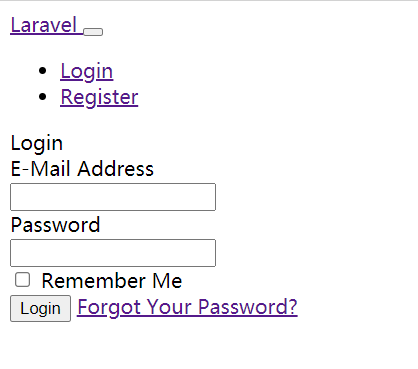 Laravel
Login
Register
Login
E-Mail Address
Password
Remember Me
Login Forgot Your Password?